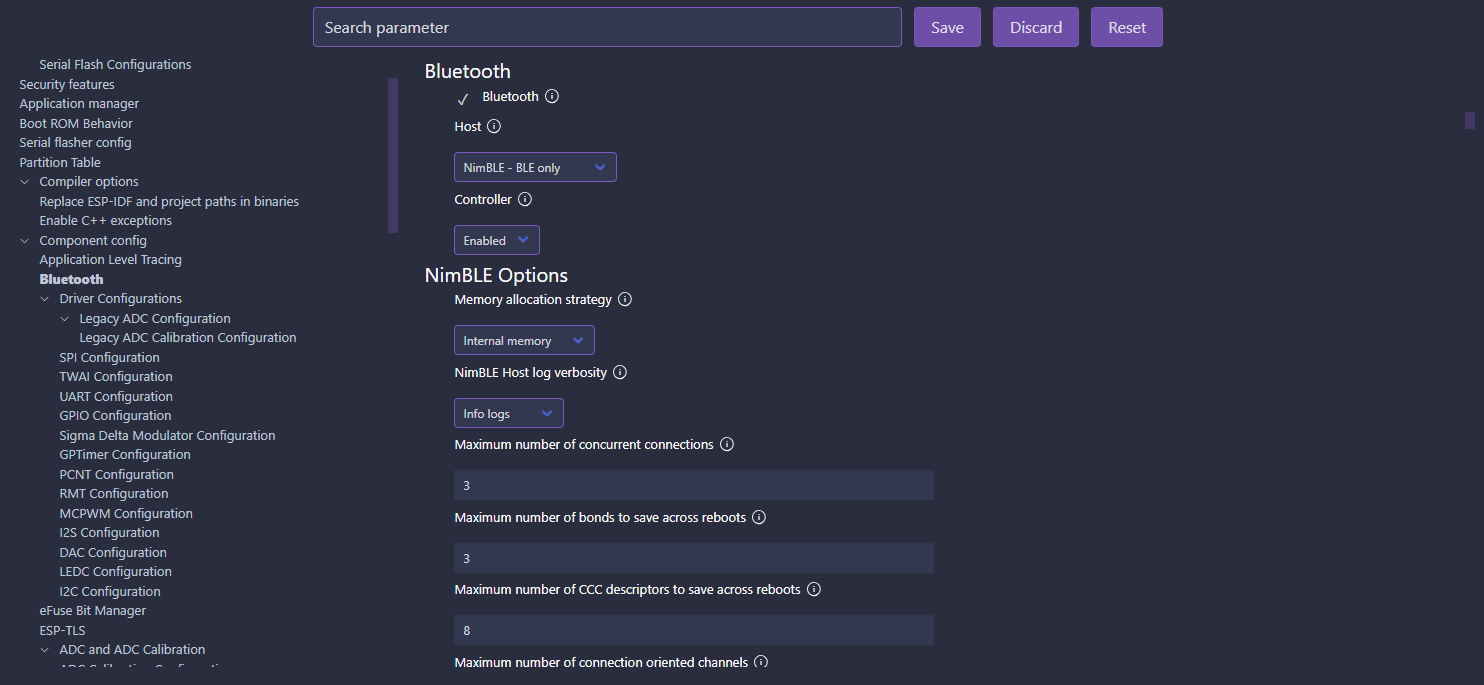 Search parameter
Save
Discard
Reset
Serial Flash Configurations
Security features
Application manager
Boot ROM Behavior
Serial flasher config
Partition Table
Compiler options
Replace ESP-IDF and project paths in binaries
Enable C++ exceptions
Component config
Application Level Tracing
Bluetooth
Driver Configurations
Legacy ADC Configuration
Legacy ADC Calibration Configuration
SPI Configuration
TWAI Configuration
UART Configuration
GPIO Configuration
Sigma Delta Modulator Configuration
GPTimer Configuration
PCNT Configuration
RMT Configuration
MCPWM Configuration
I2S Configuration
DAC Configuration
LEDC Configuration
I2C Configuration
eFuse Bit Manager
ESP-TLS
ADC and ADC Calibration
Bluetooth
Bluetooth
Host
NimBLE - BLE only
Controller
Enabled
NimBLE Options
Memory allocation strategy
Internal memory
NimBLE Host log verbosity
Info logs
Maximum number of concurrent connections
3
Maximum number of bonds to save across reboots
3
Maximum number of CCC descriptors to save across reboots
8
Maximum number of connection oriented channels